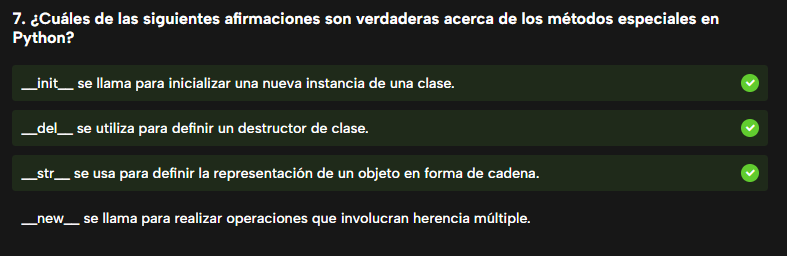 7. ¿Cuáles de las siguientes afirmaciones son verdaderas acerca de los métodos especiales en
Python?
__init__ se llama para inicializar una nueva instancia de una clase.
__del__ se utiliza para definir un destructor de clase.
__str__ se usa para definir la representación de un objeto en forma de cadena.
__new__ se llama para realizar operaciones que involucran herencia múltiple.